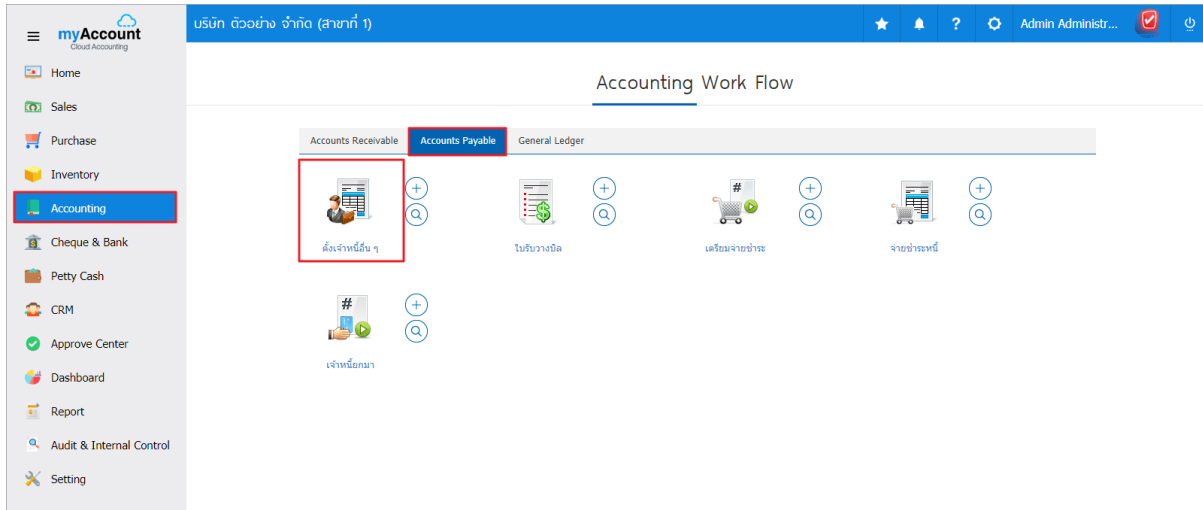 myAccount
Cloud Accounting
บริษัท ตัวอย่าง จำกัด (สาขาที่ 1)
?
Admin Administr...
Home
Sales
Purchase
Inventory
Accounting
Cheque & Bank
Petty Cash
CRM
Approve Center
Dashboard
Report
Audit & Internal Control
Setting
Accounting Work Flow
Accounts Receivable
Accounts Payable
General Ledger
ตั้งเจ้าหนี้อื่น ๆ
ใบรับวางบิล
#
เตรียมจ่ายชำระ
จ่ายชำระหนี้
#
เจ้าหนี้ยกมา